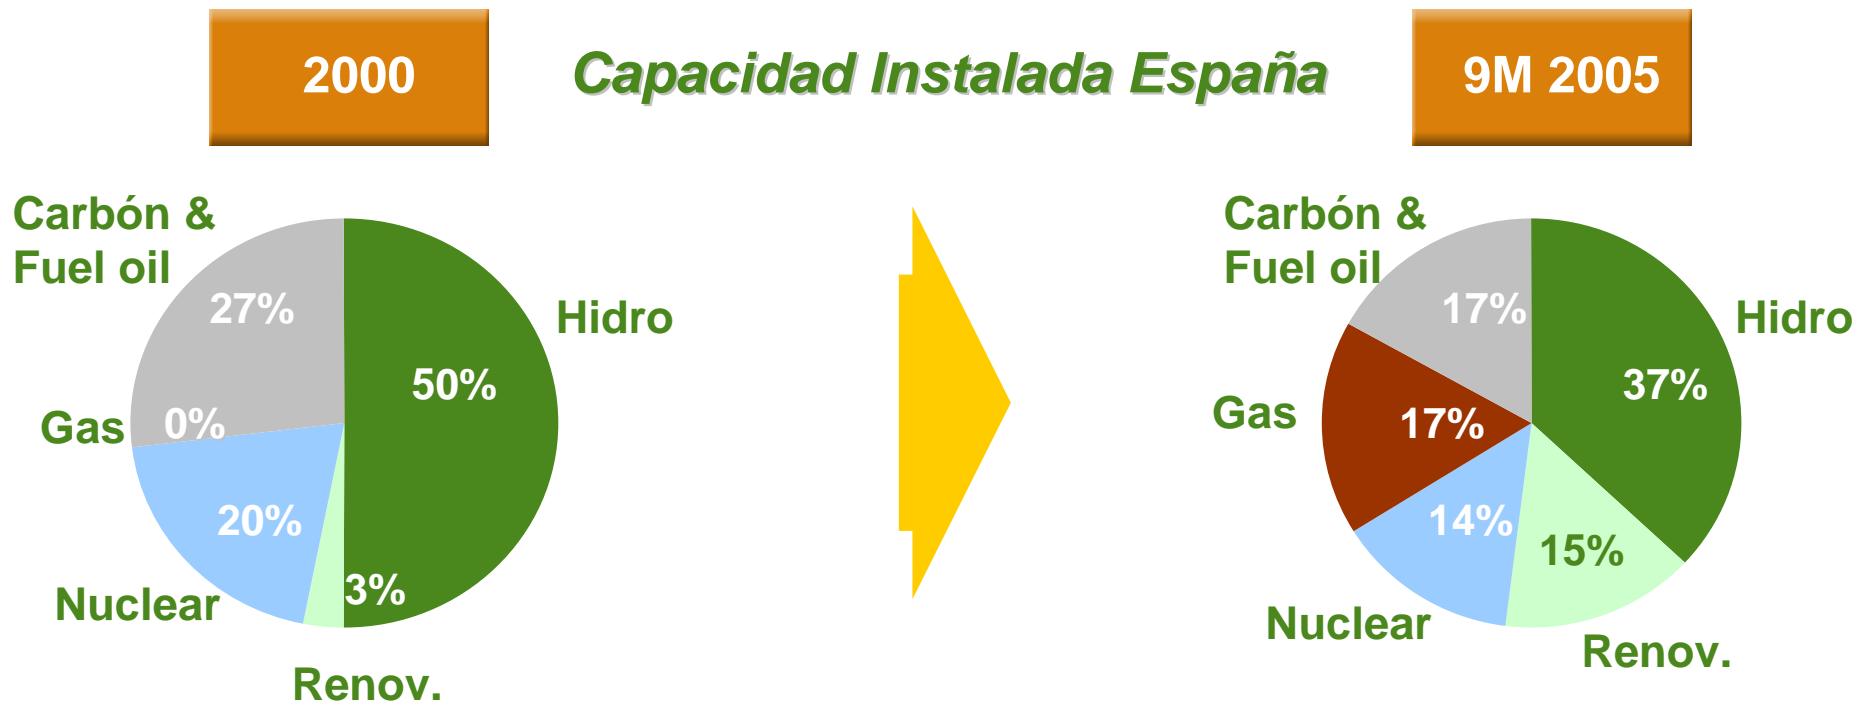 2000
Capacidad Instalada España
9M 2005
Carbón &
Fuel oil
27%
Hidro
50%
Gas
0%
20%
3%
Nuclear
Renov.
Carbón &
Fuel oil
17%
Hidro
37%
Gas
17%
14%
15%
Nuclear
Renov.